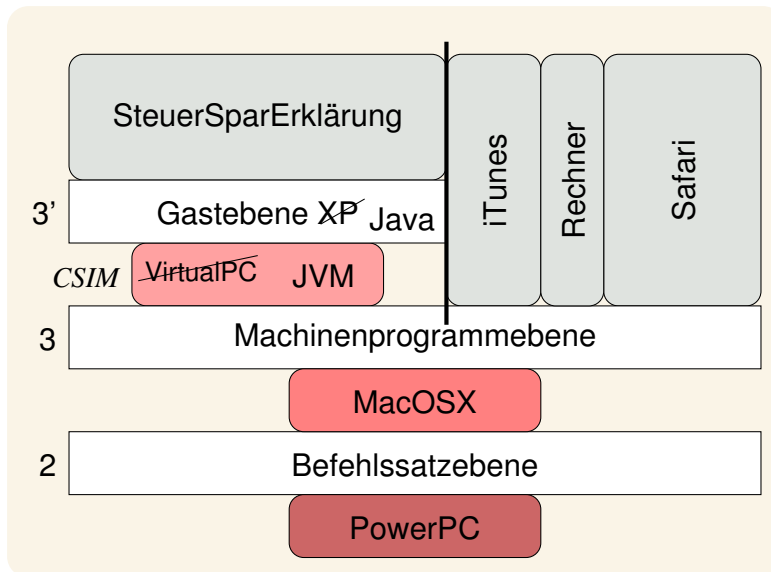 SteuerSparErklärung
iTunes
Rechner
Safari
3’ Gastebene XP Java
CSIM VirtualPC JVM
3 Machinenprogrammebene
MacOSX
2 Befehlssatzebene
PowerPC